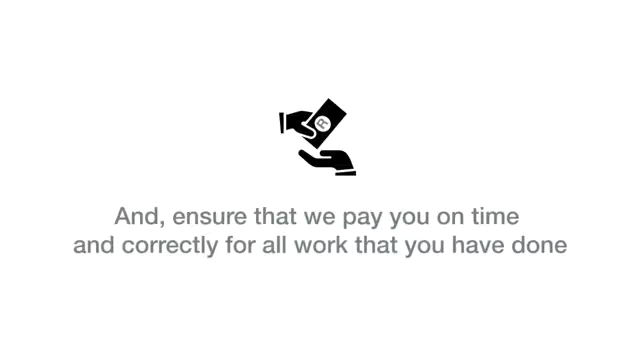 R
And, ensure that we pay you on time
and correctly for all work that you have done